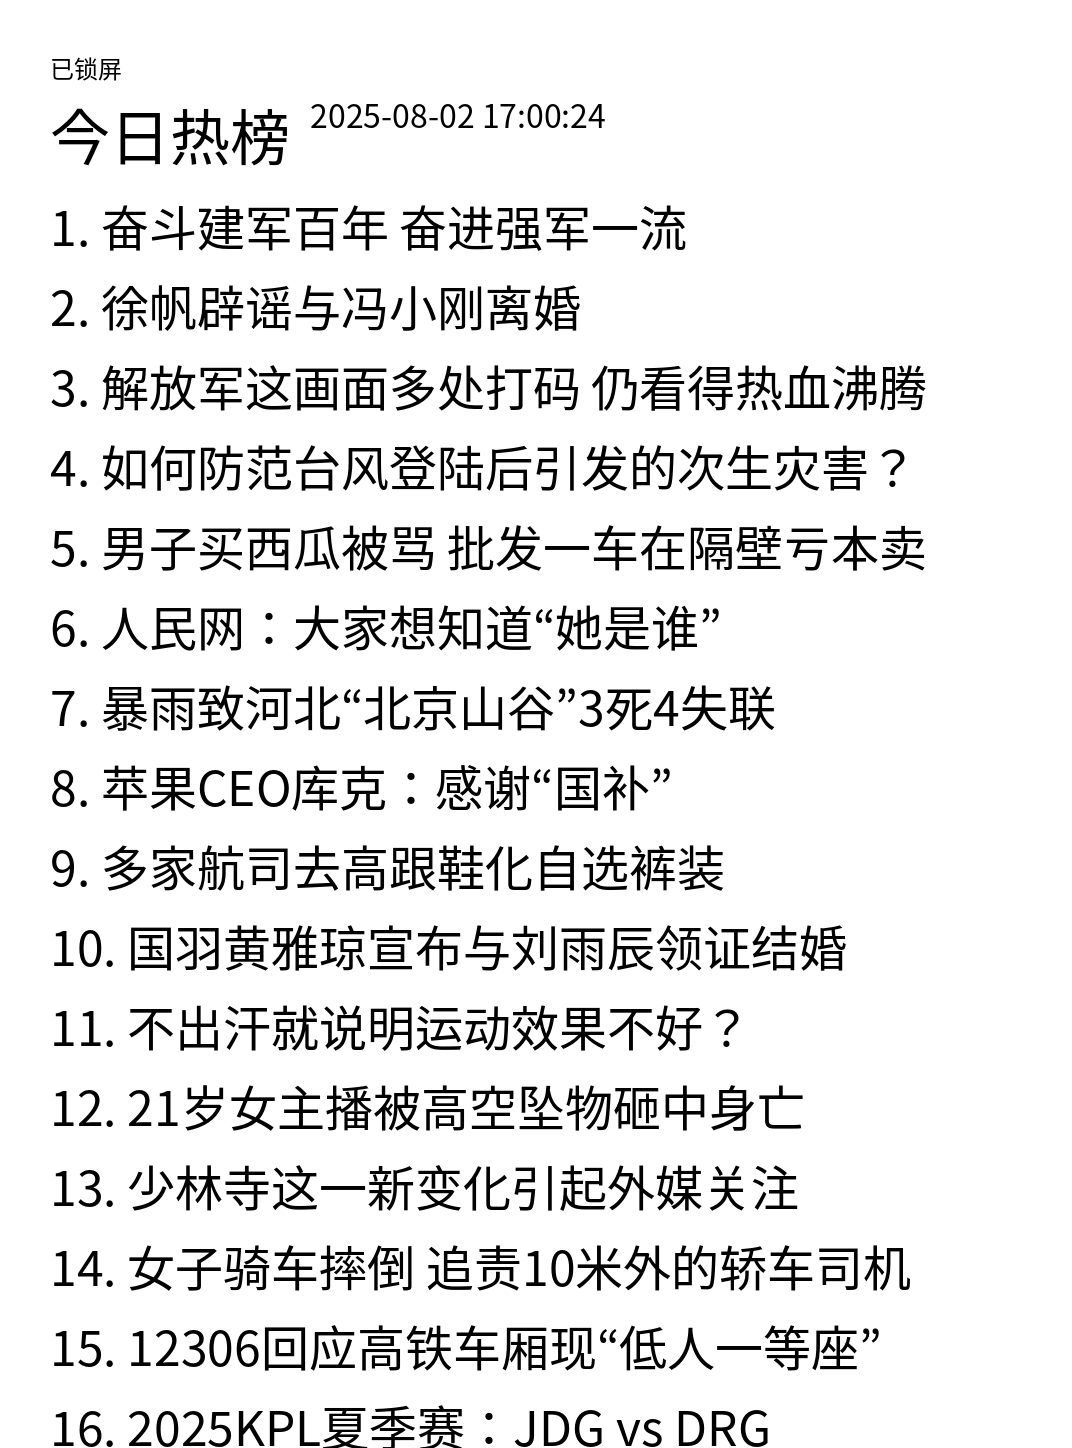 已锁屏
今日热榜 2025-08-02 17:00:24
1. 奋斗建军百年 奋进强军一流
2. 徐帆辟谣与冯小刚离婚
3. 解放军这画面多处打码 仍看得热血沸腾
4. 如何防范台风登陆后引发的次生灾害？
5. 男子买西瓜被骂 批发一车在隔壁亏本卖
6. 人民网：大家想知道“她是谁”
7. 暴雨致河北“北京山谷”3死4失联
8. 苹果CEO库克：感谢“国补”
9. 多家航司去高跟鞋化自选裤装
10. 国羽黄雅琼宣布与刘雨辰领证结婚
11. 不出汗就说明运动效果不好？
12. 21岁女主播被高空坠物砸中身亡
13. 少林寺这一新变化引起外媒关注
14. 女子骑车摔倒 追责10米外的轿车司机
15. 12306回应高铁车厢现“低人一等座”
16. 2025KPL夏季赛：JDG vs DRG